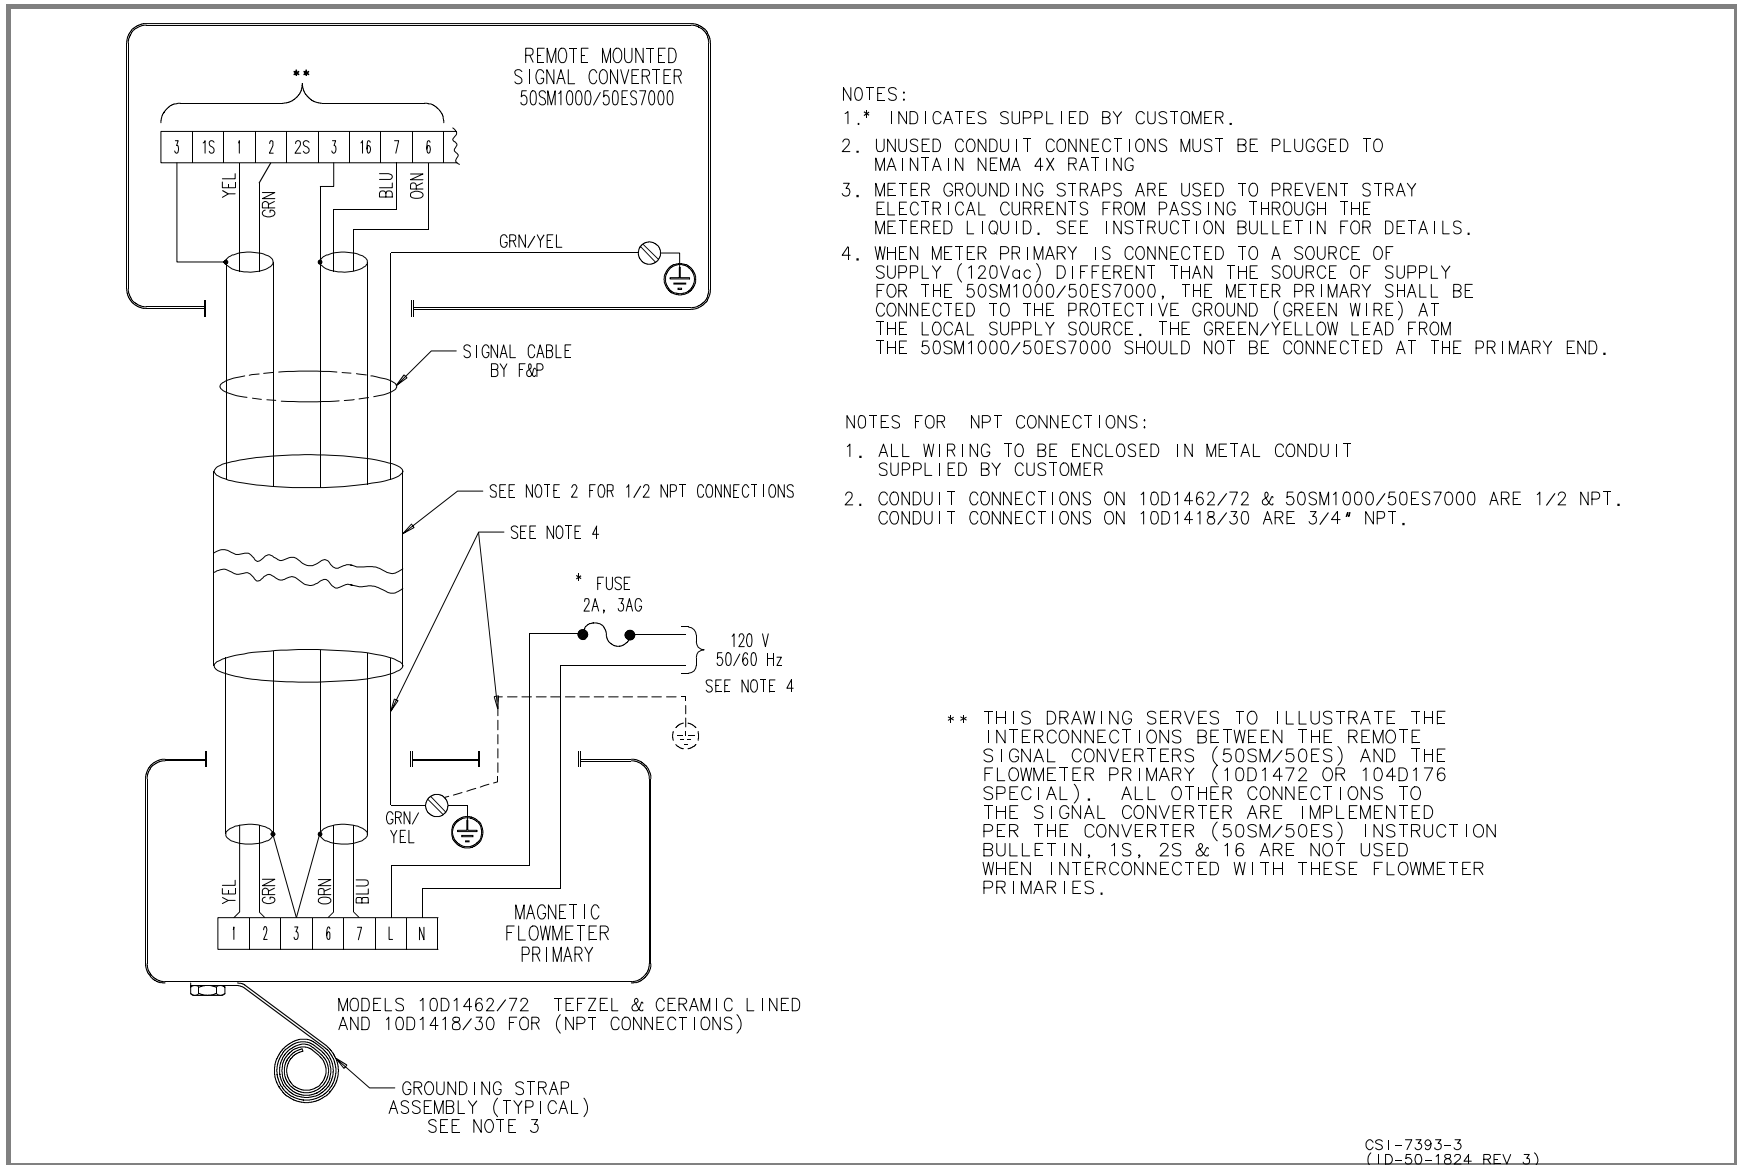 REMOTE MOUNTED
SIGNAL CONVERTER
50SM1000/50ES7000
**
3 1S 1 2 2S 3 16 7 6
YEL
GRN
BLU
ORN
GRN/YEL
SIGNAL CABLE
BY F&P
SEE NOTE 2 FOR 1/2 NPT CONNECTIONS
SEE NOTE 4
* FUSE
2A, 3AG
120 V
50/60 Hz
SEE NOTE 4
GRN/
YEL
YEL
GRN
ORN
BLU
1 2 3 6 7 L N
MAGNETIC
FLOWMETER
PRIMARY
MODELS 10D1462/72 TEFZEL & CERAMIC LINED
AND 10D1418/30 FOR (NPT CONNECTIONS)
GROUNDING STRAP
ASSEMBLY (TYPICAL)
SEE NOTE 3
NOTES:
1.* INDICATES SUPPLIED BY CUSTOMER.
2. UNUSED CONDUIT CONNECTIONS MUST BE PLUGGED TO
MAINTAIN NEMA 4X RATING
3. METER GROUNDING STRAPS ARE USED TO PREVENT STRAY
ELECTRICAL CURRENTS FROM PASSING THROUGH THE
METERED LIQUID. SEE INSTRUCTION BULLETIN FOR DETAILS.
4. WHEN METER PRIMARY IS CONNECTED TO A SOURCE OF
SUPPLY (120Vac) DIFFERENT THAN THE SOURCE OF SUPPLY
FOR THE 50SM1000/50ES7000, THE METER PRIMARY SHALL BE
CONNECTED TO THE PROTECTIVE GROUND (GREEN WIRE) AT
THE LOCAL SUPPLY SOURCE. THE GREEN/YELLOW LEAD FROM
THE 50SM1000/50ES7000 SHOULD NOT BE CONNECTED AT THE PRIMARY END.
NOTES FOR NPT CONNECTIONS:
1. ALL WIRING TO BE ENCLOSED IN METAL CONDUIT
SUPPLIED BY CUSTOMER
2. CONDUIT CONNECTIONS ON 10D1462/72 & 50SM1000/50ES7000 ARE 1/2 NPT.
CONDUIT CONNECTIONS ON 10D1418/30 ARE 3/4" NPT.
** THIS DRAWING SERVES TO ILLUSTRATE THE
INTERCONNECTIONS BETWEEN THE REMOTE
SIGNAL CONVERTERS (50SM/50ES) AND THE
FLOWMETER PRIMARY (10D1472 OR 104D176
SPECIAL). ALL OTHER CONNECTIONS TO
THE SIGNAL CONVERTER ARE IMPLEMENTED
PER THE CONVERTER (50SM/50ES) INSTRUCTION
BULLETIN, 1S, 2S & 16 ARE NOT USED
WHEN INTERCONNECTED WITH THESE FLOWMETER
PRIMARIES.
CSI-7393-3
(ID-50-1824 REV 3)